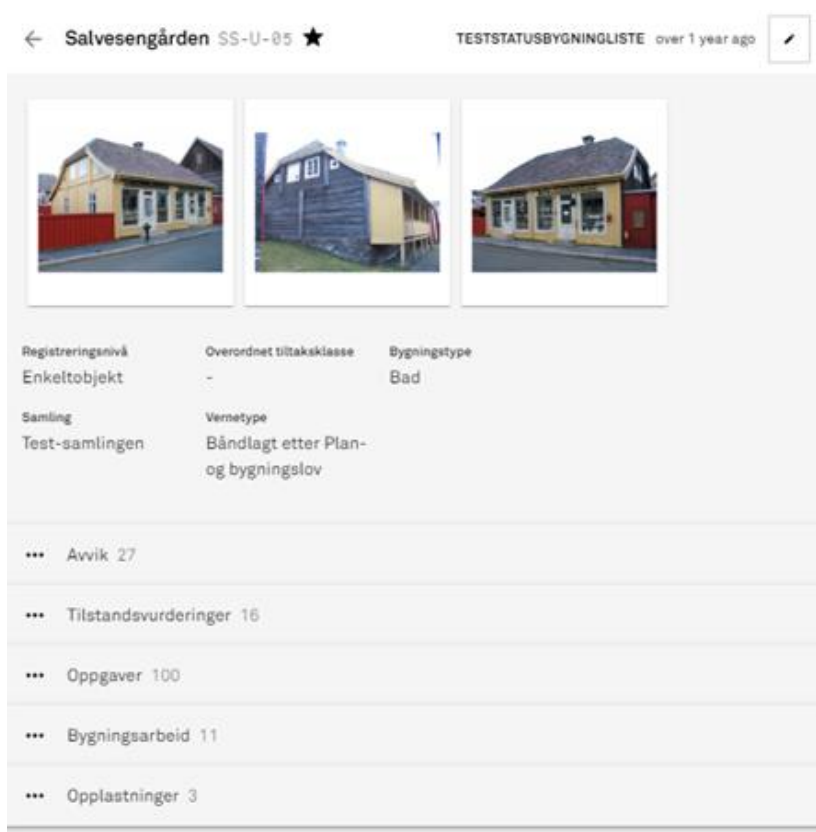 Salvesengården SS-U-05 ★ TESTSTATUSBYGNINGLISTE over 1 year ago
Registreringsnivå Overordnet tiltaksklasse Bygningstype
Enkeltobjekt - Bad
Samling Vernetype
Test-samlingen Båndlagt etter Plan-
og bygningslov
Avvik 27
Tilstandsvurderinger 16
Oppgaver 100
Bygningsarbeid 11
Opplastninger 3